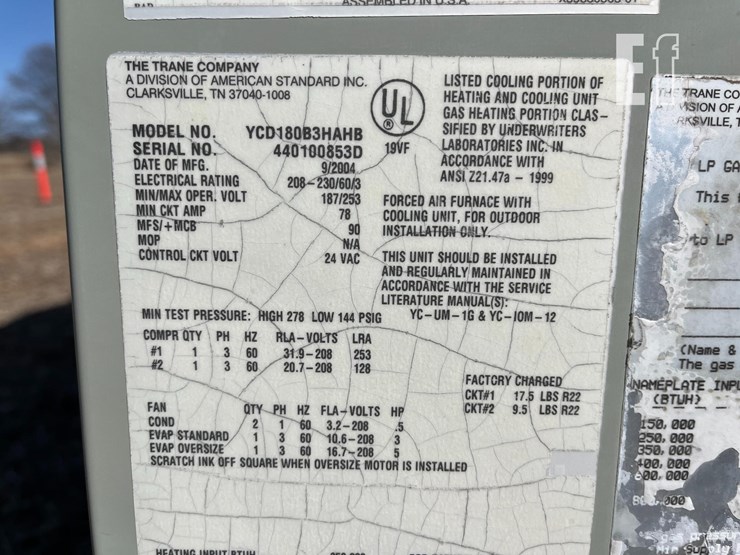 ASSEMBLED IN U.S.A.
Ef
THE TRANE COMPANY
A DIVISION OF AMERICAN STANDARD INC.
CLARKSVILLE, TN 37040-1008
UL
®
19VF
LISTED COOLING PORTION OF
HEATING AND COOLING UNIT
GAS HEATING PORTION CLAS-
SIFIED BY UNDERWRITERS
LABORATORIES INC. IN
ACCORDANCE WITH
ANSI Z21.47a - 1999
MODEL NO. YCD180B3HAHB
SERIAL NO. 440100853D
DATE OF MFG. 9/2004
ELECTRICAL RATING 208-230/60/3
MIN/MAX OPER. VOLT 187/253
MIN CKT AMP 78
MFS/+MCB 90
MOP N/A
CONTROL CKT VOLT 24 VAC
FORCED AIR FURNACE WITH
COOLING UNIT, FOR OUTDOOR
INSTALLATION ONLY.
THIS UNIT SHOULD BE INSTALLED
AND REGULARLY MAINTAINED IN
ACCORDANCE WITH THE SERVICE
LITERATURE MANUAL(S):
YC-UM-1G & YC-IOM-12
MIN TEST PRESSURE: HIGH 278 LOW 144 PSIG
COMPR QTY PH HZ RLA-VOLTS LRA
#1 1 3 60 31.9-208 253
#2 1 3 60 20.7-208 128
FACTORY CHARGED
CKT#1 17.5 LBS R22
CKT#2 9.5 LBS R22
FAN QTY PH HZ FLA-VOLTS HP
COND 2 1 60 3.2-208 .5
EVAP STANDARD 1 3 60 10.6-208 3
EVAP OVERSIZE 1 3 60 16.7-208 5
SCRATCH INK OFF SQUARE WHEN OVERSIZE MOTOR IS INSTALLED
HEATING INPUT BTUH
THE TRANE CO
SION OF A
RKSVILLE, T
LP GA
This
to LP
(Name &
The gas
NAMEPLATE INPU
(BTUH)
150,000
250,000
350,000
400,000
600,000
gas pressur
Min Supply